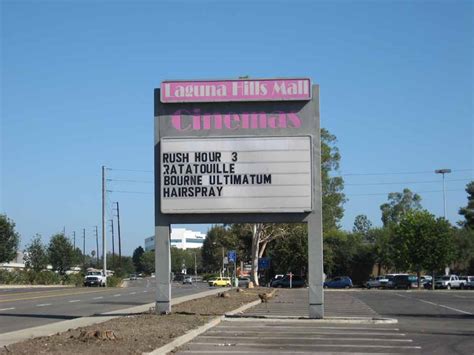 Laguna Hills Mall
Cinemas
RUSH HOUR 3
RATATOUILLE
BOURNE ULTIMATUM
HAIRSPRAY